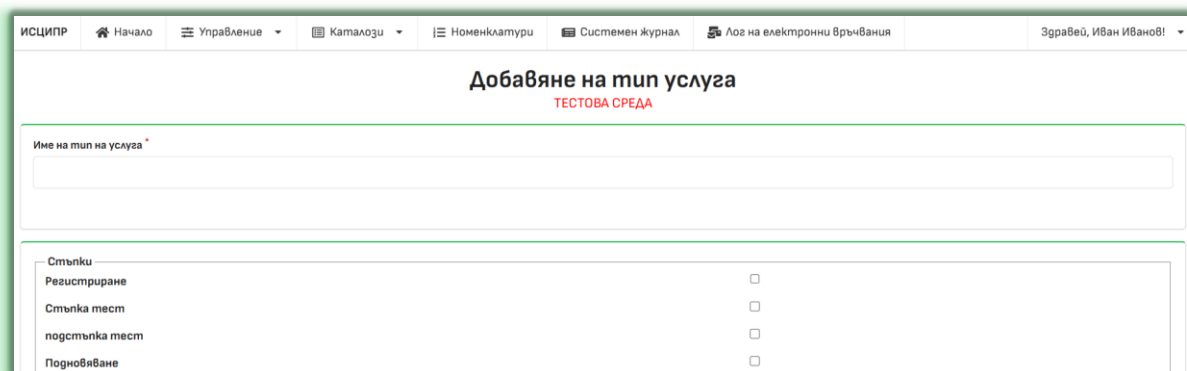 ИСЦИПР Начало Управление Каталози Номенклатури Системен журнал Лог на електронни връчвания Здравей, Иван Иванов!
Добавяне на тип услуга
ТЕСТОВА СРЕДА
Име на тип на услуга *
Стъпки
Регистриране
Стъпка тест
подстъпка тест
Подновяване